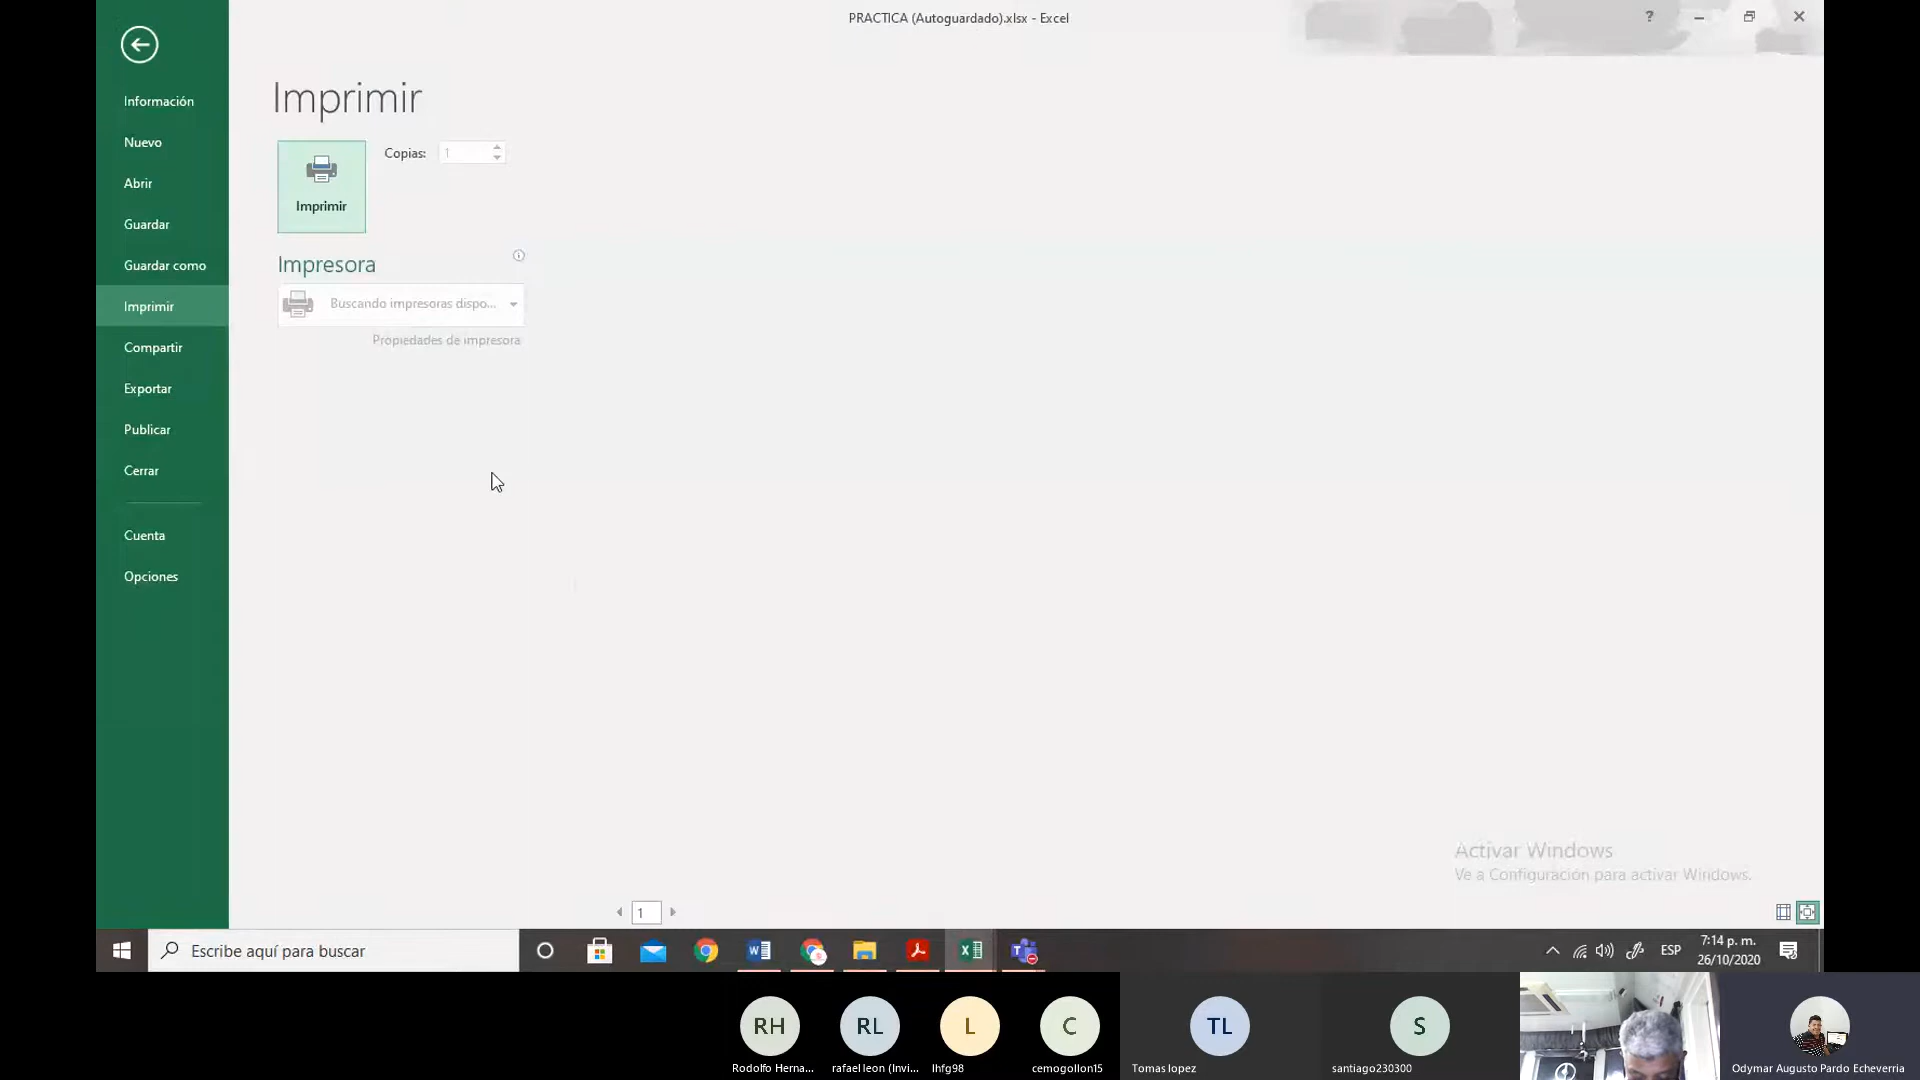 PRACTICA (Autoguardado).xlsx - Excel
?
Información
Nuevo
Abrir
Guardar
Guardar como
Imprimir
Compartir
Exportar
Publicar
Cerrar
Cuenta
Opciones
Imprimir
Imprimir
Copias: 1
Impresora
Buscando impresoras dispo...
Propiedades de impresora
Activar Windows
Ve a Configuración para activar Windows.
1
Escribe aquí para buscar
ESP
7:14 p. m.
26/10/2020
RH
RL
L
C
TL
S
Rodolfo Herna...
rafael leon (Invi...
lhfg98
cemogollon15
Tomas lopez
santiago230300
Odymar Augusto Pardo Echeverria